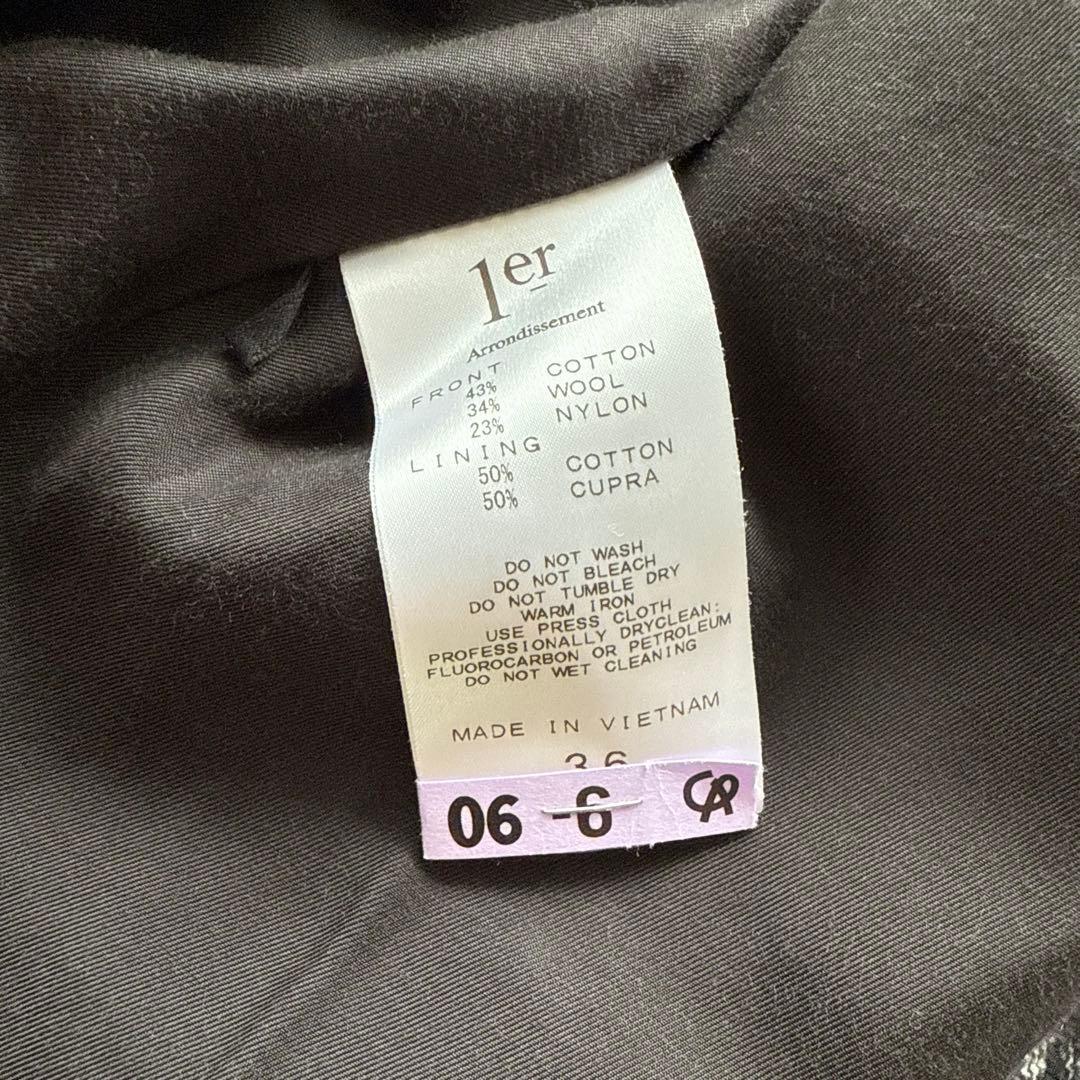 1er
Arrondissement
FRONT
43% COTTON
34% WOOL
23% NYLON
LINING
50% COTTON
50% CUPRA
DO NOT WASH
DO NOT BLEACH
DO NOT TUMBLE DRY
WARM IRON
USE PRESS CLOTH
PROFESSIONALLY DRYCLEAN:
FLUOROCARBON OR PETROLEUM
DO NOT WET CLEANING
MADE IN VIETNAM
36
06 -6